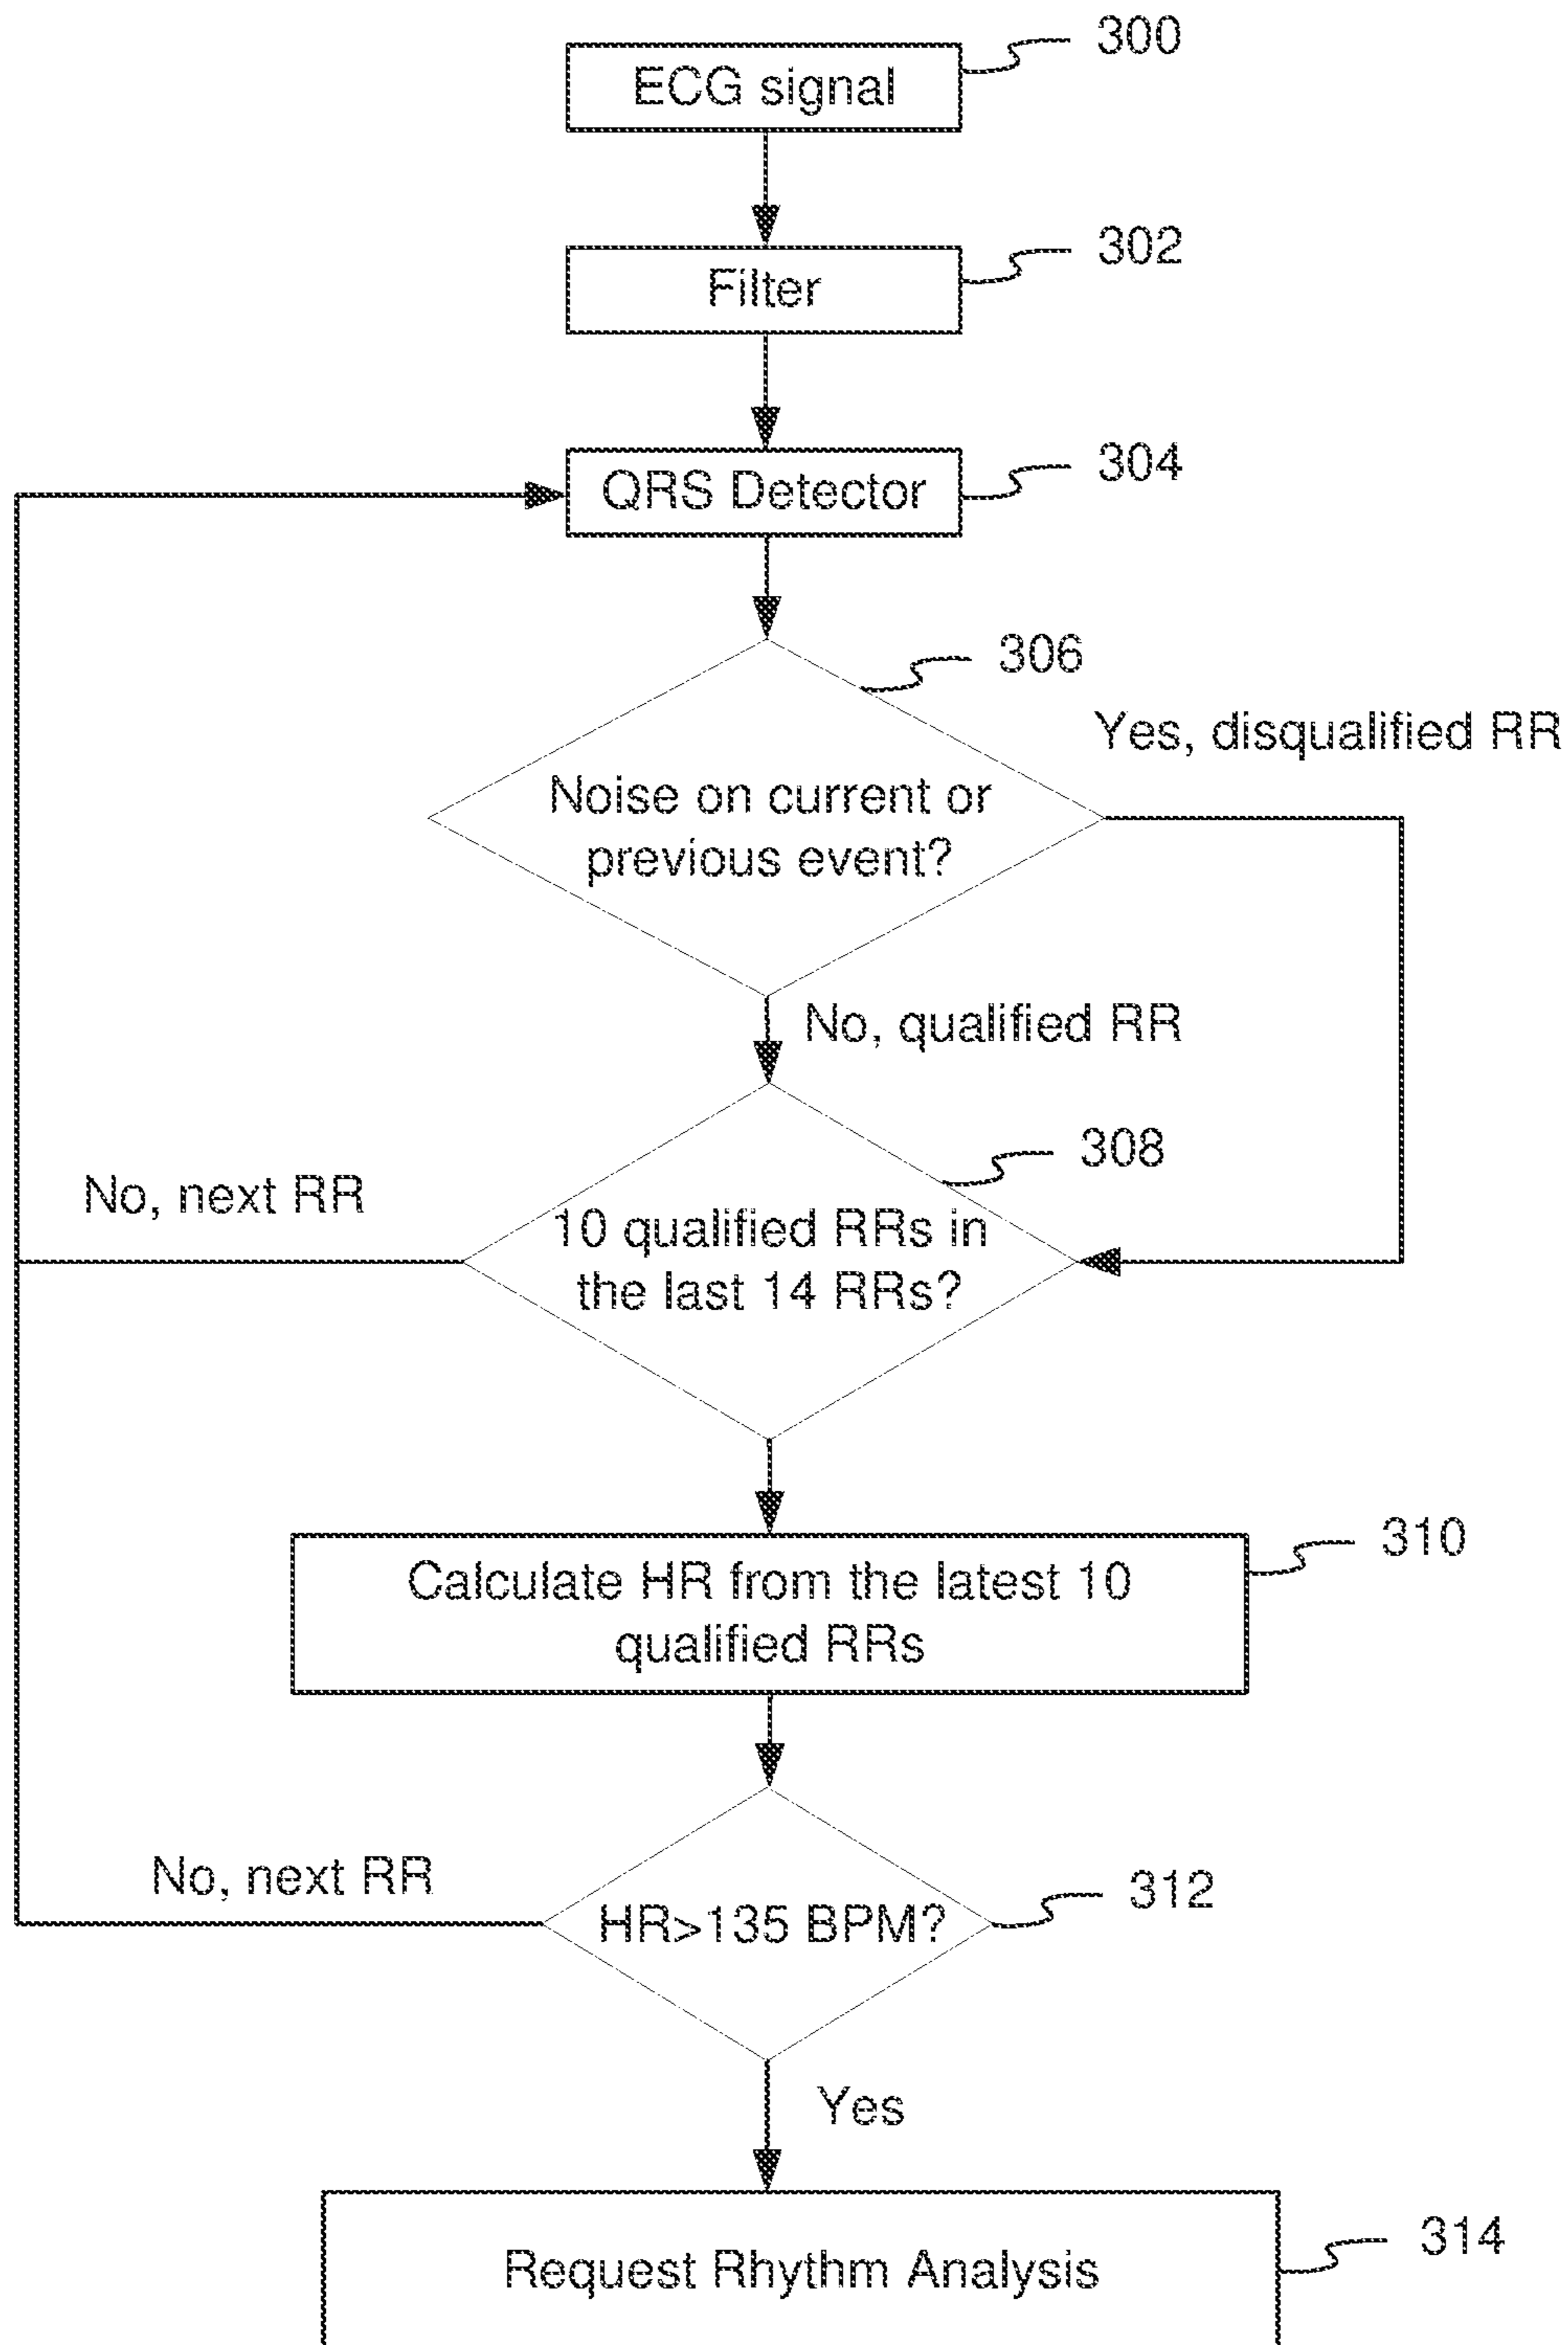 300
ECG signal
302
Filter
304
QRS Detector
306
Yes, disqualified RR
Noise on current or
previous event?
No, qualified RR
308
No, next RR
10 qualified RRs in
the last 14 RRs?
310
Calculate HR from the latest 10
qualified RRs
No, next RR
312
HR>135 BPM?
Yes
314
Request Rhythm Analysis